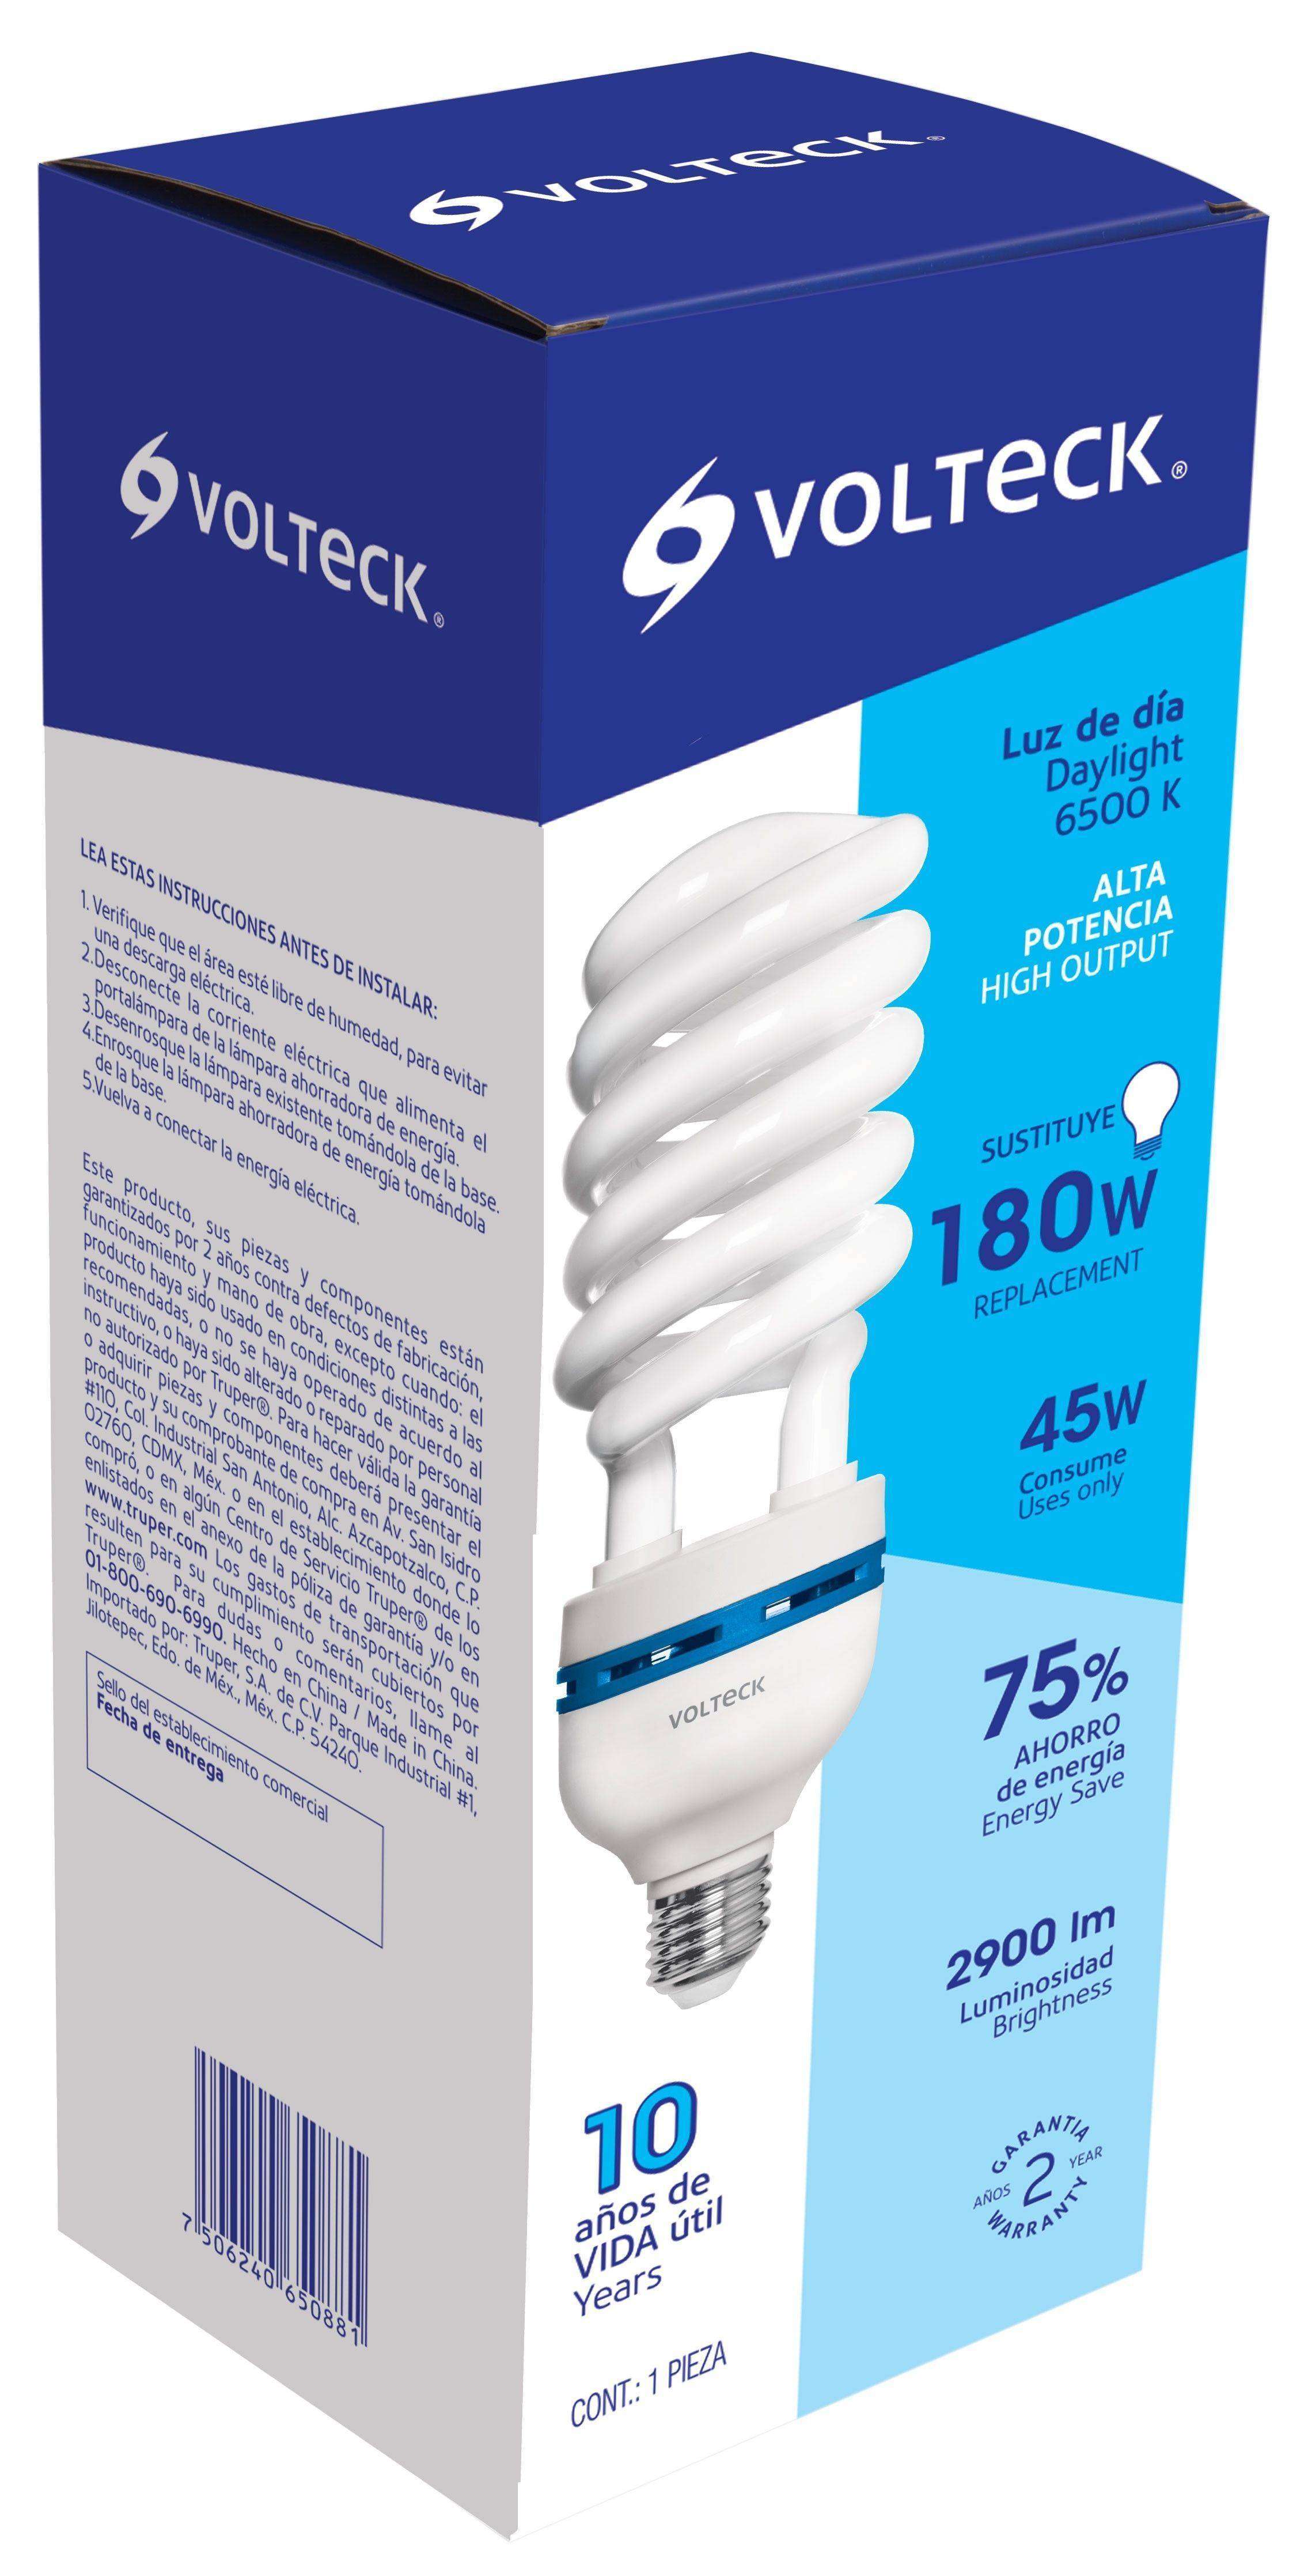 VOLTECK®
VOLTECK®
VOLTECK®
LEA ESTAS INSTRUCCIONES ANTES DE INSTALAR:
1. Verifique que el área esté libre de humedad, para evitar
una descarga eléctrica.
2.Desconecte la corriente eléctrica que alimenta el
portalámpara de la lámpara ahorradora de energía.
3.Desenrosque la lámpara existente tomándola de la base.
4.Enrosque la lámpara ahorradora de energía tomándola
de la base.
5.Vuelva a conectar la energía eléctrica.
Este producto, sus piezas y componentes están
garantizados por 2 años contra defectos de fabricación,
funcionamiento y mano de obra, excepto cuando: el
producto haya sido usado en condiciones distintas a las
recomendadas, o no se haya operado de acuerdo al
instructivo, o haya sido alterado o reparado por personal
no autorizado por Truper®. Para hacer válida la garantía
o adquirir piezas y componentes deberá presentar el
producto y su comprobante de compra en Av. San Isidro
#110, Col. Industrial San Antonio, Alc. Azcapotzalco, C.P.
02760, CDMX, Méx. o en el establecimiento donde lo
compró, o en algún Centro de Servicio Truper® de los
enlistados en el anexo de la póliza de garantía y/o en
www.truper.com Los gastos de transportación que
resulten para su cumplimiento serán cubiertos por
Truper®. Para dudas o comentarios, llame al
01-800-690-6990. Hecho en China / Made in China.
Importado por: Truper, S.A. de C.V. Parque Industrial #1,
Jilotepec, Edo. de Méx., Méx. C.P. 54240.
Sello del establecimiento comercial
Fecha de entrega
7 506240 650881
Luz de día
Daylight
6500 K
ALTA
POTENCIA
HIGH OUTPUT
SUSTITUYE
180W
REPLACEMENT
45W
Consume
Uses only
75%
AHORRO
de energía
Energy Save
2900 lm
Luminosidad
Brightness
GARANTIA
AÑOS 2 YEAR
WARRANTY
VOLTECK
10
años de
VIDA útil
Years
CONT.: 1 PIEZA